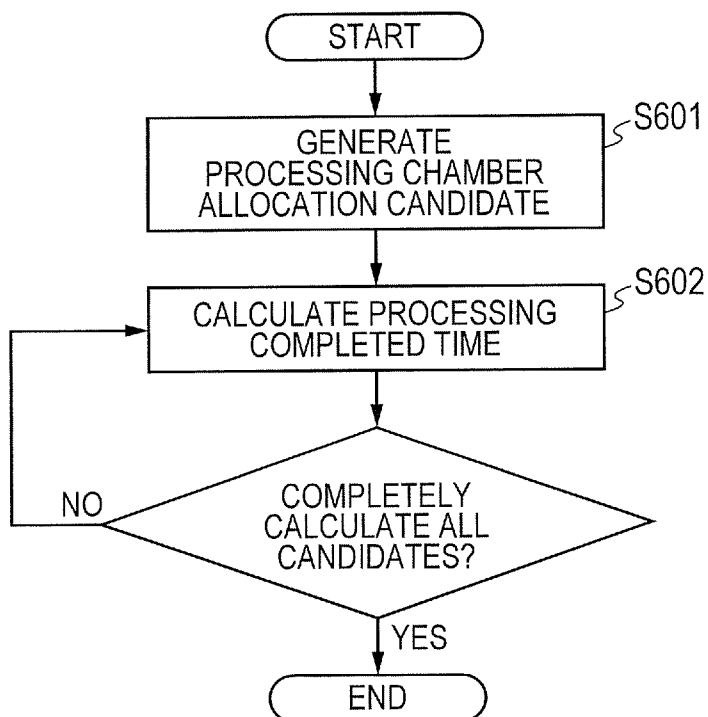 START
S601
GENERATE
PROCESSING CHAMBER
ALLOCATION CANDIDATE
S602
CALCULATE PROCESSING
COMPLETED TIME
NO
COMPLETELY
CALCULATE ALL
CANDIDATES?
YES
END